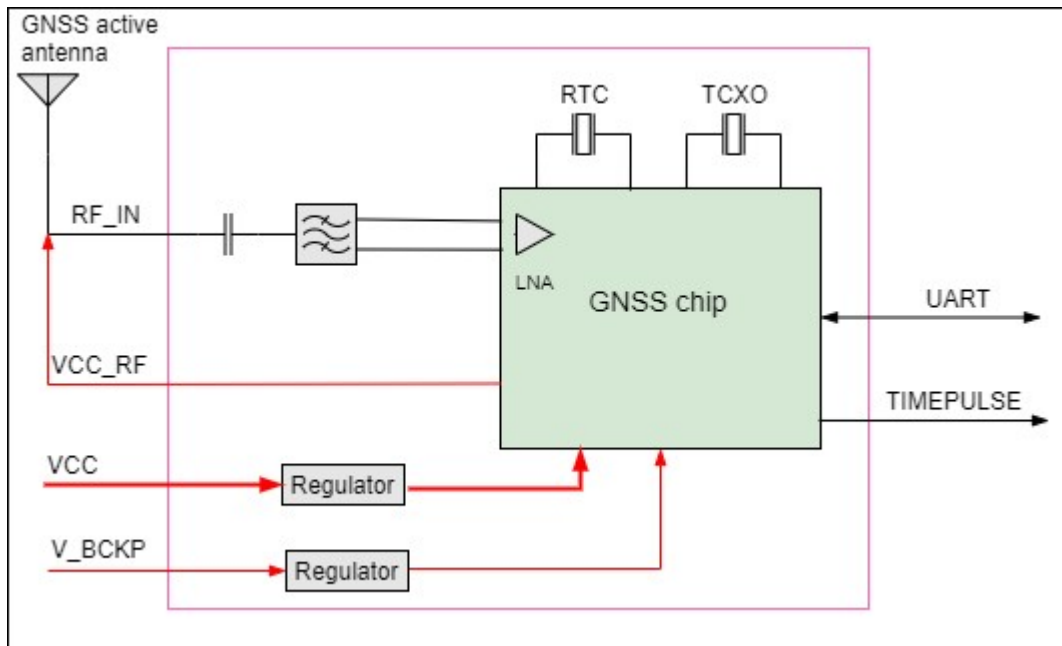 GNSS active
antenna
RTC
TCXO
RF_IN
LNA
GNSS chip
UART
VCC_RF
TIMEPULSE
VCC
Regulator
V_BCKP
Regulator